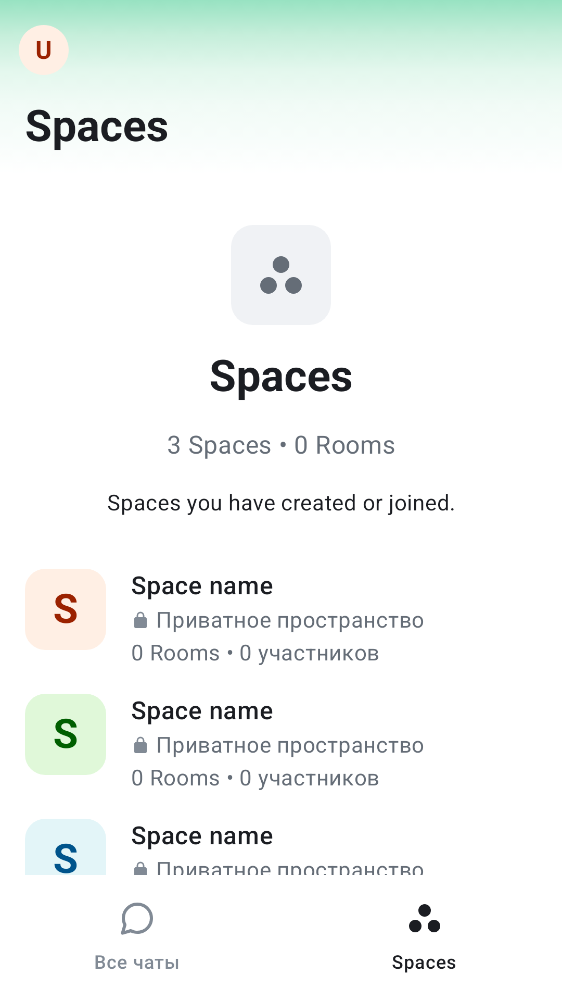 U
Spaces
Spaces
3 Spaces • 0 Rooms
Spaces you have created or joined.
S
Space name
Приватное пространство
0 Rooms • 0 участников
S
Space name
Приватное пространство
0 Rooms • 0 участников
S
Space name
Приватное пространство
Все чаты
Spaces